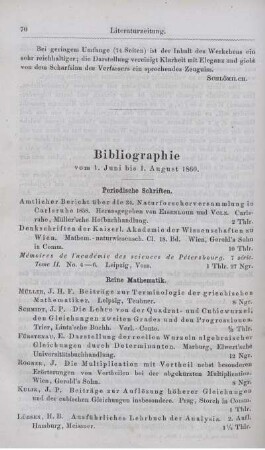 70 Literaturzeitung.
Bei geringem Umfange (74 Seiten) ist der Inhalt des Werkchens ein
sehr reichhaltiger; die Darstellung vereinigt Klarheit mit Eleganz und giebt
von dem Scharfsinn des Verfassers ein sprechendes Zeugniss.
SCHLÖMILCH.
Bibliographie
vom 1. Juni bis 1. August 1860.
Periodische Schriften.
Amtlicher Bericht über die 34. Naturforscherversammlung in
Carlsruhe 1858. Herausgegeben von EISENLOHR und VOLZ. Carls-
ruhe, Müller'sche Hofbuchhandlung. 2 Thlr.
Denkschriften der Kaiserl. Akademie der Wissenschaften zu
Wien. Mathem.-naturwissensch. Cl. 18. Bd. Wien, Gerold's Sohn
in Comm. 10 Thlr.
Mémoires de l'académie des sciences de Pétersbourg. 7 série.
Tome II. No. 4—6. Leipzig, Voss. 1 Thlr. 27 Ngr.
Reine Mathematik.
MÜLLER, J. H. F. Beiträge zur Terminologie der griechischen
Mathematiker. Leipzig, Teubner. 8 Ngr.
SCHMIDT, J. P. Die Lehre von der Quadrat- und Cubicwurzel,
den Gleichungen zweiten Grades und den Progressionen.
Trier, Lintz'sche Buchh. Verl.-Conto. ⅔ Thlr.
FÜRSTENAU, E. Darstellung der reellen Wurzeln algebraischer
Gleichungen durch Determinanten. Marburg, Elwert'sche
Universitätsbuchhandlung. 12 Ngr.
ROGNER, J. Die Multiplication mit Vortheil nebst besonderen
Erörterungen von Vortheilen bei der abgekürzten Multiplication.
Wien, Gerold's Sohn. 6 Ngr.
J. P. Beiträge zur Auflösung höherer Gleichungen und
der cubischen Gleichungen insbesondere. Prag, Storch in Comm.
1 Thlr.
LÜBSEN, H. B. Ausführliches Lehrbuch der Analysis. 2. Aufl.
Hamburg, Meissner. 1⅓ Thlr.